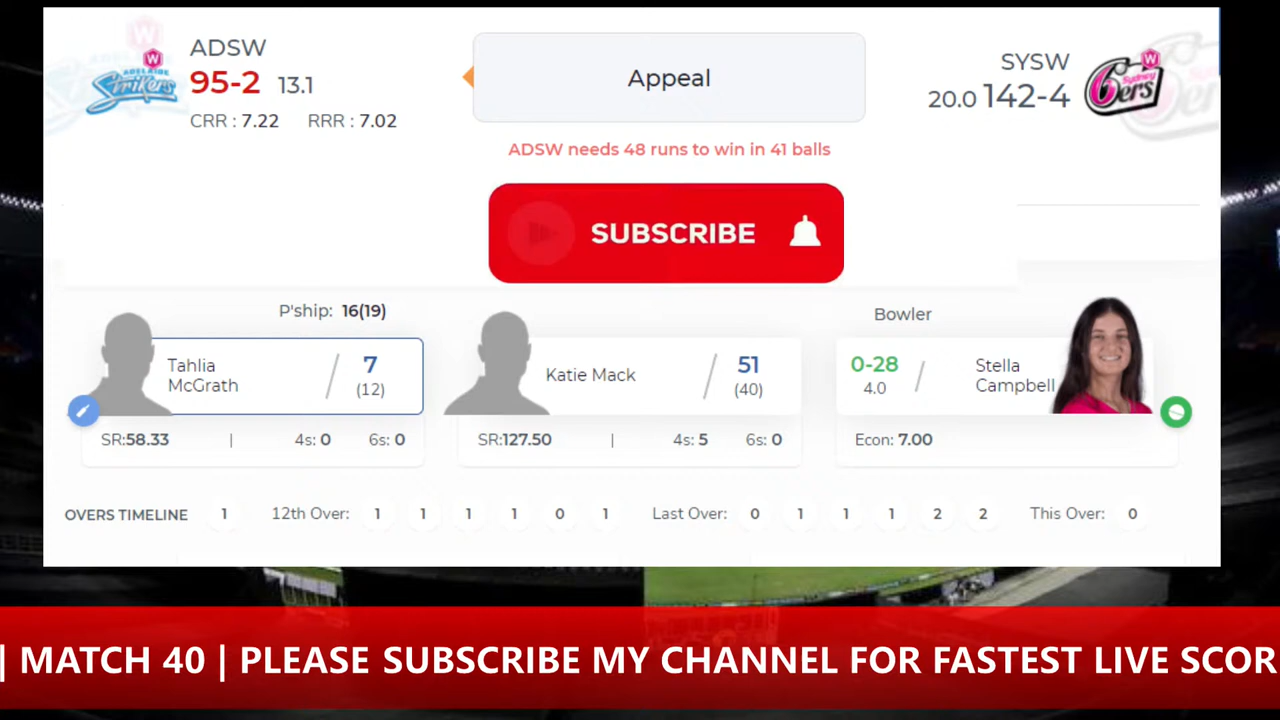 ADSW
95-2 13.1
CRR : 7.22 RRR : 7.02
W
ADELAIDE
Strikers
Appeal
ADSW needs 48 runs to win in 41 balls
SYSW
20.0 142-4
W
Sydney
6ers
SUBSCRIBE
P'ship: 16(19)
Tahlia
McGrath
7
(12)
SR:58.33 | 4s: 0 6s: 0
Katie Mack
51
(40)
SR:127.50 | 4s: 5 6s: 0
Bowler
0-28
4.0
Stella
Campbell
Econ: 7.00
OVERS TIMELINE 1 12th Over: 1 1 1 1 0 1 Last Over: 0 1 1 1 2 2 This Over: 0
| MATCH 40 | PLEASE SUBSCRIBE MY CHANNEL FOR FASTEST LIVE SCOR